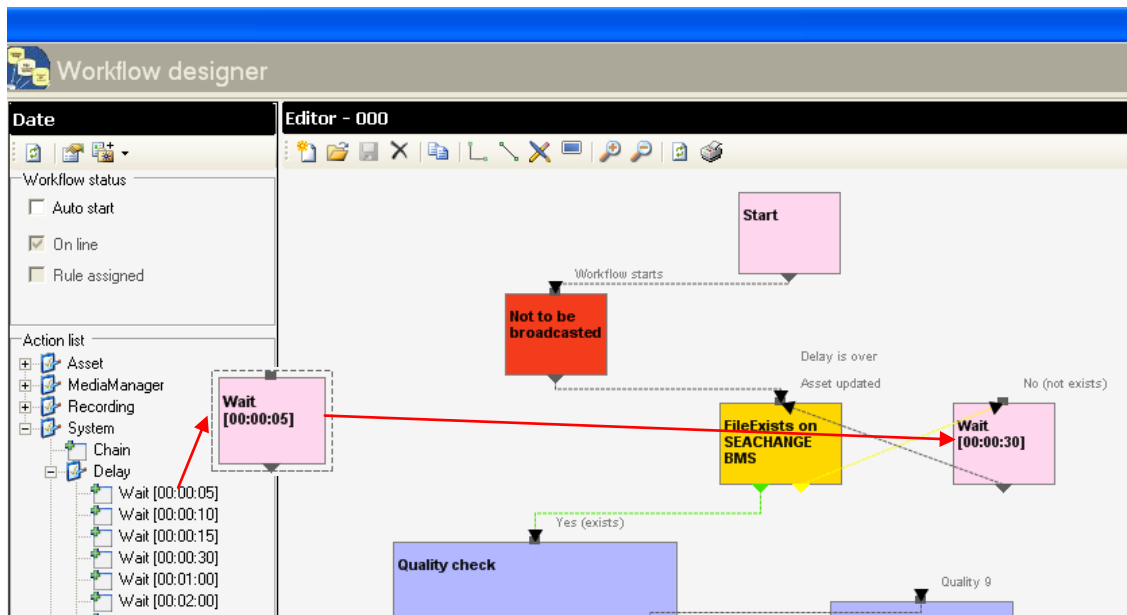 Workflow designer
Date
Editor - 000
Workflow status
Auto start
On line
Rule assigned
Action list
Asset
MediaManager
Recording
System
Chain
Delay
Wait [00:00:05]
Wait [00:00:10]
Wait [00:00:15]
Wait [00:00:30]
Wait [00:01:00]
Wait [00:02:00]
Wait
[00:00:05]
Start
Workflow starts
Not to be
broadcasted
Delay is over
Asset updated
No (not exists)
FileExists on
SEACHANGE
BMS
Wait
[00:00:30]
Yes (exists)
Quality check
Quality 9